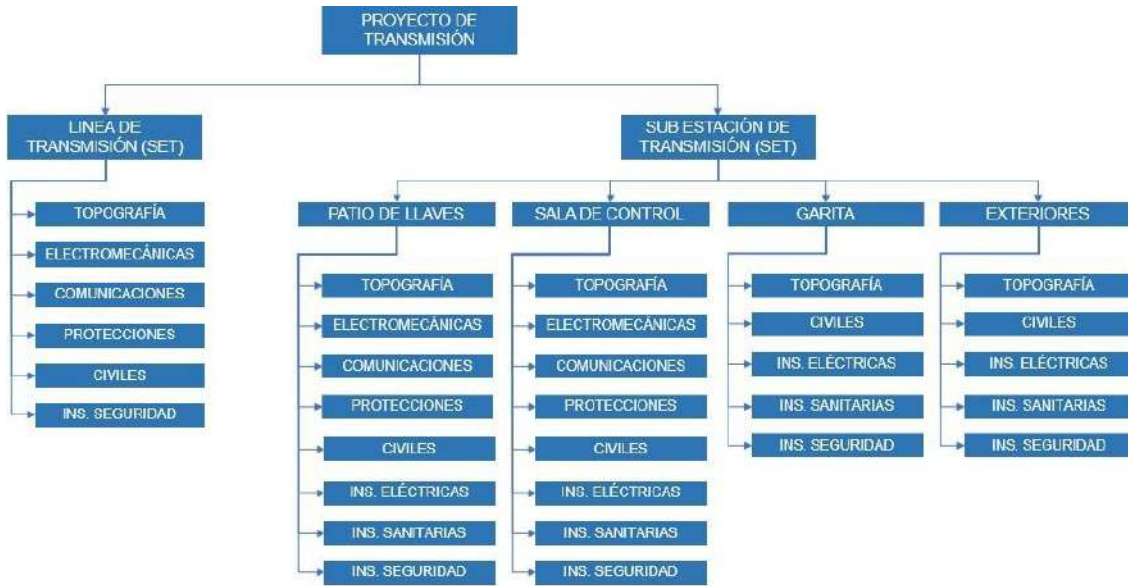 PROYECTO DE
TRANSMISIÓN
LINEA DE
TRANSMISIÓN (SET)
TOPOGRAFÍA
ELECTROMECÁNICAS
COMUNICACIONES
PROTECCIONES
CIVILES
INS. SEGURIDAD
SUB ESTACIÓN DE
TRANSMISIÓN (SET)
PATIO DE LLAVES
TOPOGRAFÍA
ELECTROMECÁNICAS
COMUNICACIONES
PROTECCIONES
CIVILES
INS. ELÉCTRICAS
INS. SANITARIAS
INS. SEGURIDAD
SALA DE CONTROL
TOPOGRAFÍA
ELECTROMECÁNICAS
COMUNICACIONES
PROTECCIONES
CIVILES
INS. ELÉCTRICAS
INS. SANITARIAS
INS. SEGURIDAD
GARITA
TOPOGRAFÍA
CIVILES
INS. ELÉCTRICAS
INS. SANITARIAS
INS. SEGURIDAD
EXTERIORES
TOPOGRAFÍA
CIVILES
INS. ELÉCTRICAS
INS. SANITARIAS
INS. SEGURIDAD